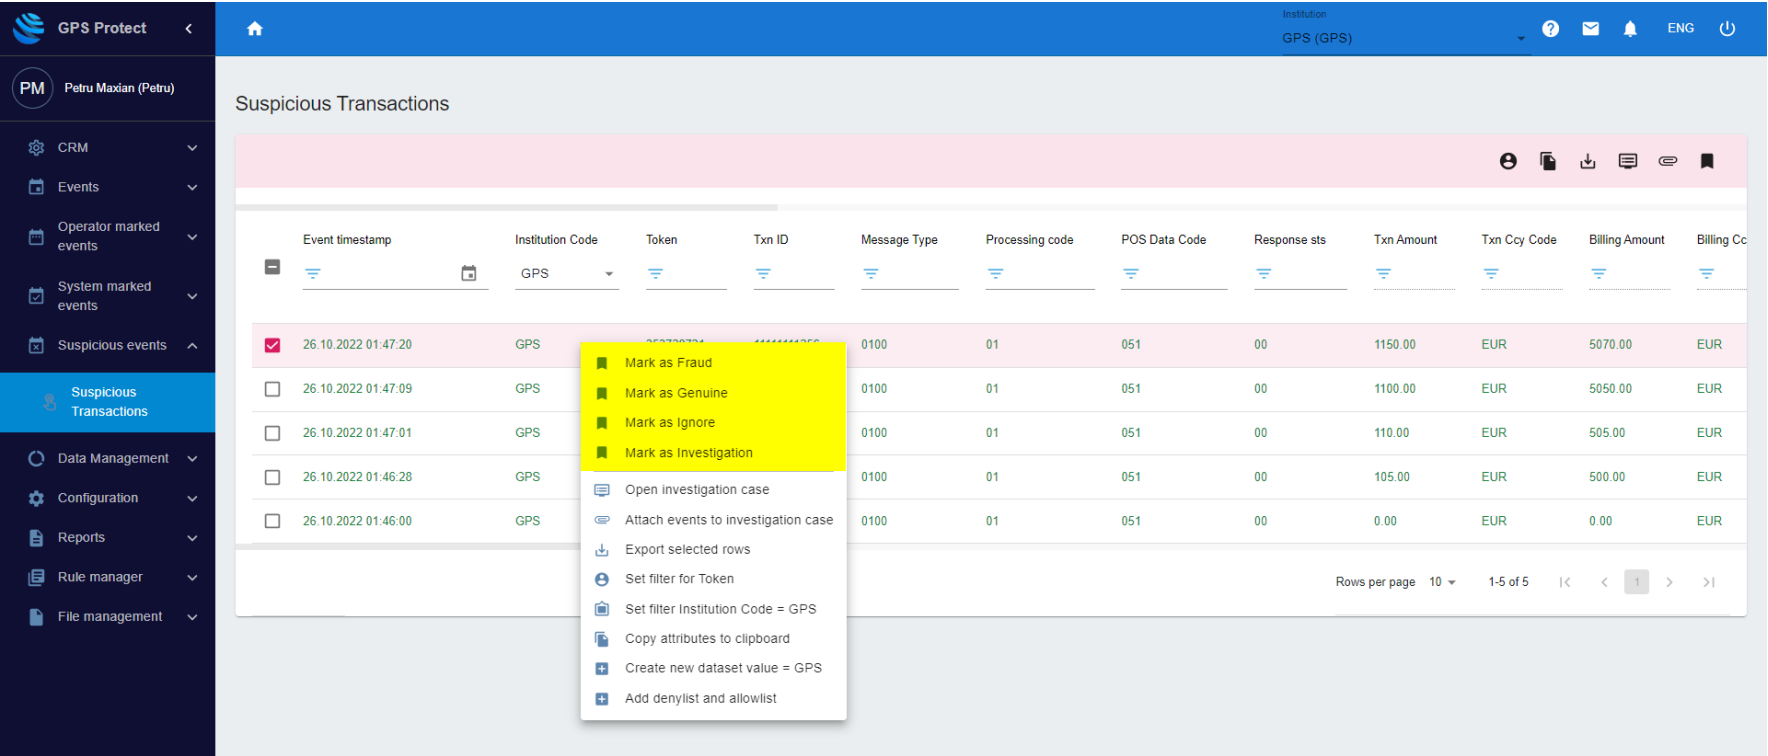 GPS Protect
Institution
GPS (GPS)
ENG
PM
Petru Maxian (Petru)
CRM
Events
Operator marked
events
System marked
events
Suspicious events
Suspicious
Transactions
Data Management
Configuration
Reports
Rule manager
File management
Suspicious Transactions
Event timestamp Institution Code Token Txn ID Message Type Processing code POS Data Code Response sts Txn Amount Txn Ccy Code Billing Amount Billing Cc
GPS
26.10.2022 01:47:20 GPS 0100 01 051 00 1150.00 EUR 5070.00 EUR
26.10.2022 01:47:09 GPS 0100 01 051 00 1100.00 EUR 5050.00 EUR
26.10.2022 01:47:01 GPS 0100 01 051 00 110.00 EUR 505.00 EUR
26.10.2022 01:46:28 GPS 0100 01 051 00 105.00 EUR 500.00 EUR
26.10.2022 01:46:00 GPS 0100 01 051 00 0.00 EUR 0.00 EUR
Mark as Fraud
Mark as Genuine
Mark as Ignore
Mark as Investigation
Open investigation case
Attach events to investigation case
Export selected rows
Set filter for Token
Set filter Institution Code = GPS
Copy attributes to clipboard
Create new dataset value = GPS
Add denylist and allowlist
Rows per page 10 1-5 of 5 1